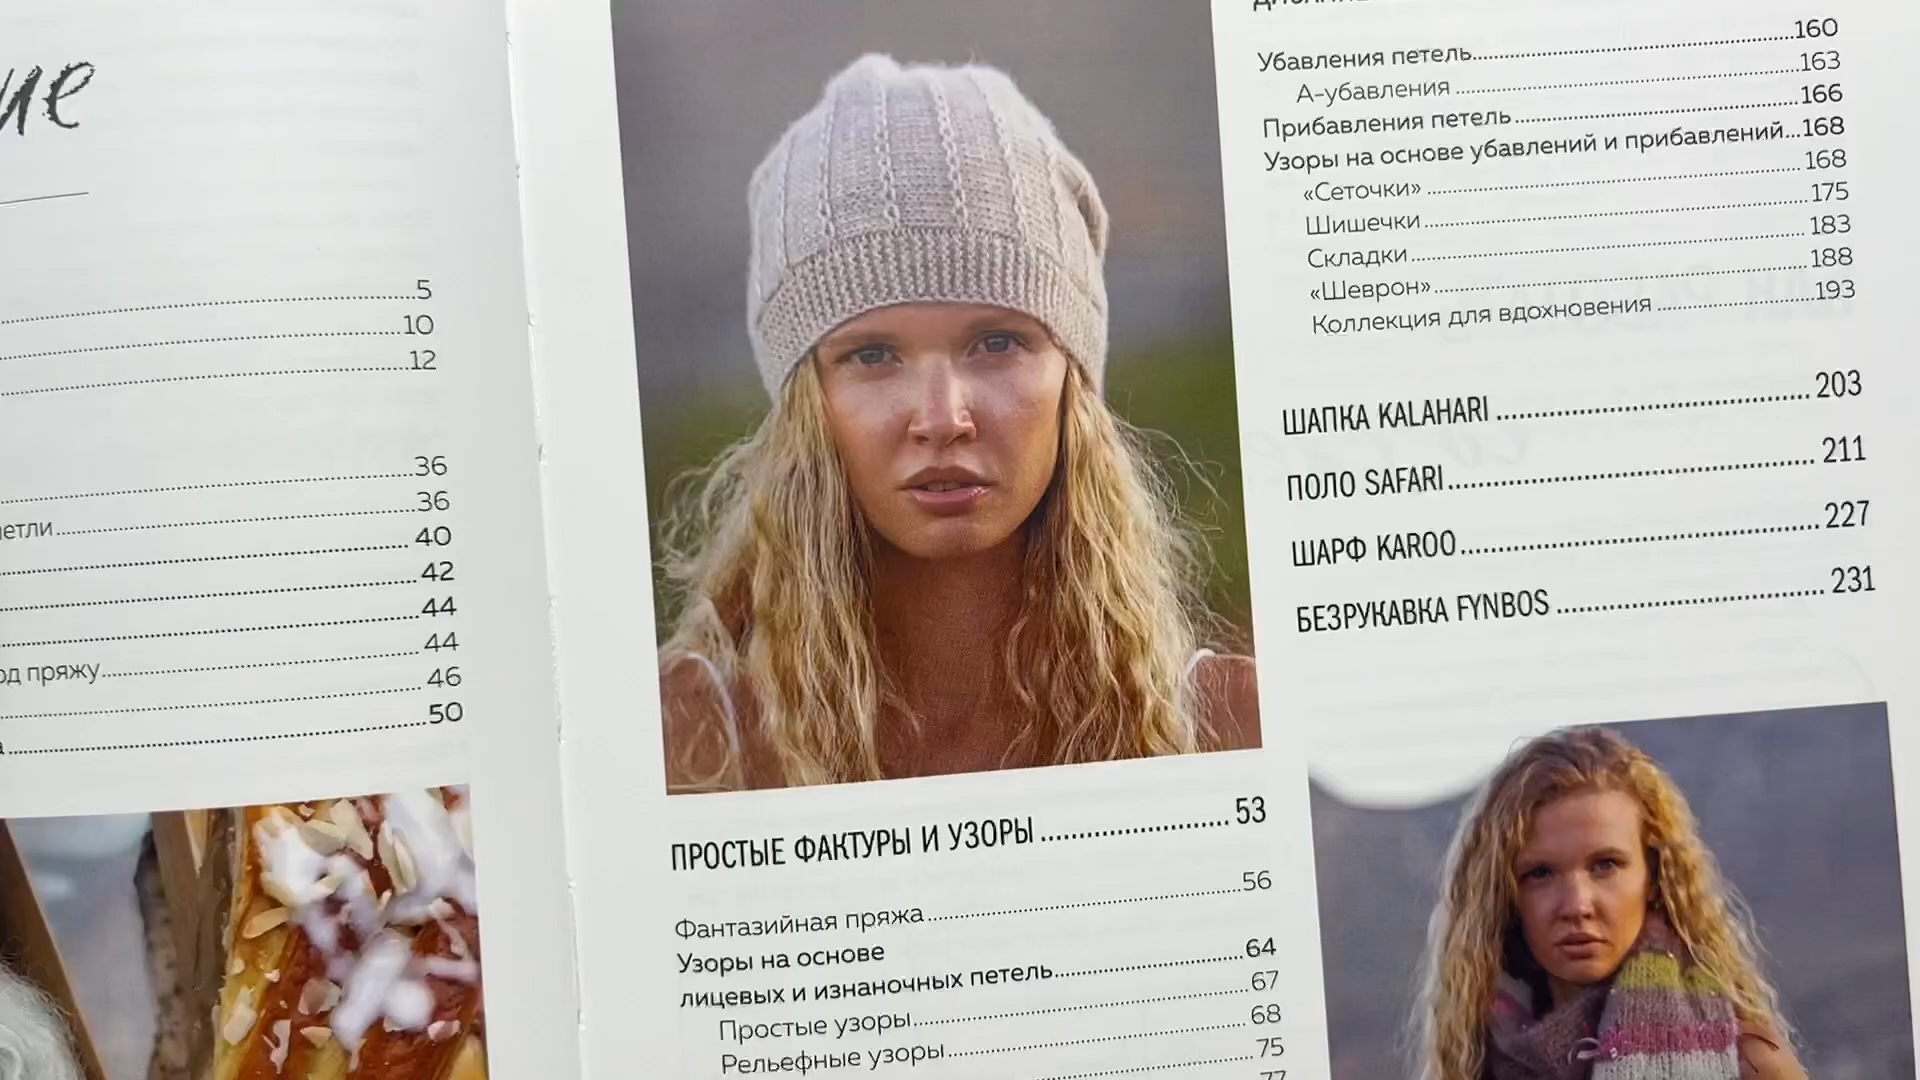 ие
5
10
12
36
петли 36
40
42
44
од пряжу 44
46
50
ПРОСТЫЕ ФАКТУРЫ И УЗОРЫ 53
Фантазийная пряжа 56
Узоры на основе
лицевых и изнаночных петель 64
Простые узоры 67
Рельефные узоры 68
75
77
Убавления петель 160
А-убавления 163
Прибавления петель 166
Узоры на основе убавлений и прибавлений...168
«Сеточки» 168
Шишечки 175
Складки 183
«Шеврон» 188
Коллекция для вдохновения 193
ШАПКА KALAHARI 203
ПОЛО SAFARI 211
ШАРФ KAROO 227
БЕЗРУКАВКА FYNBOS 231